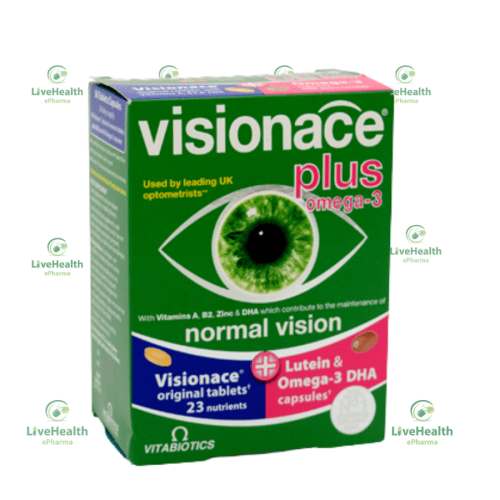 visionace®
plus
omega-3
Used by leading UK
optometrists
With Vitamins A, B2, Zinc & DHA which contribute to the maintenance of
normal vision
Visionace®
original tablets
23 nutrients
Lutein &
Omega-3 DHA
capsules
VITABIOTICS
LiveHealth
ePharma
LiveHealth
ePharma
LiveHealth
ePharma
LiveHealth
ePharma
LiveHealth
ePharma
LiveHealth
ePharma